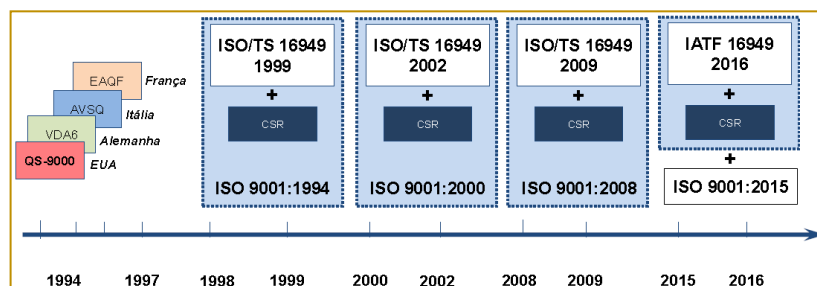 EAQF França
AVSQ Itália
VDA6 Alemanha
QS-9000 EUA
ISO/TS 16949
1999
+
CSR
ISO 9001:1994
ISO/TS 16949
2002
+
CSR
ISO 9001:2000
ISO/TS 16949
2009
+
CSR
ISO 9001:2008
IATF 16949
2016
+
CSR
+
ISO 9001:2015
1994 1997 1998 1999 2000 2002 2008 2009 2015 2016